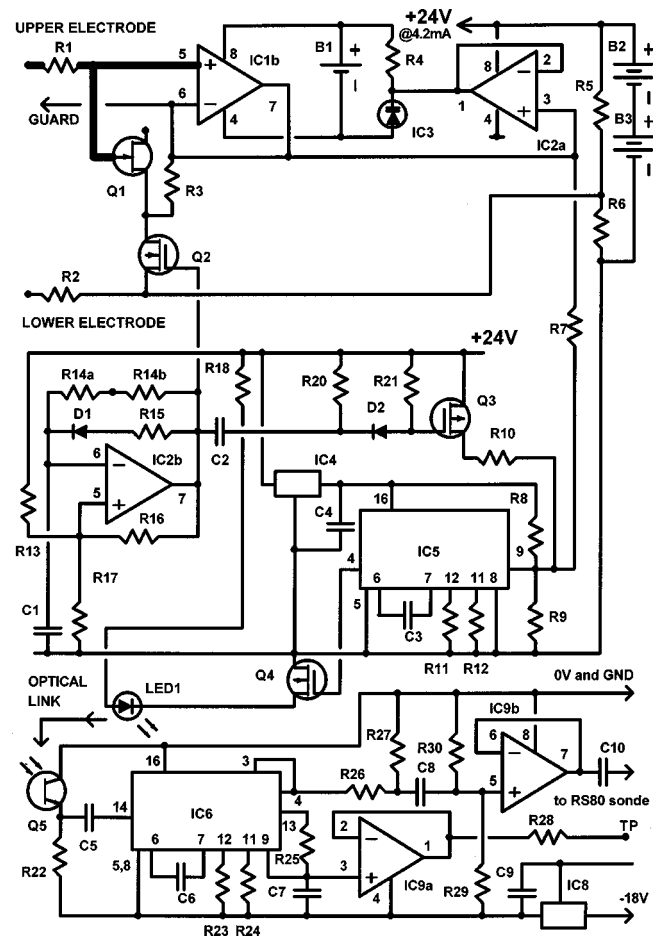 UPPER ELECTRODE
R1
5
+
8
IC1b
B1
+
+24V
@4.2mA
R4
8
−
2
B2
+
6
−
7
4
1
+
3
R5
B3
GUARD
IC3
4
IC2a
+
Q1
R3
R6
Q2
R2
LOWER ELECTRODE
R7
+24V
R14a
R14b
R18
R20
R21
Q3
D1
R15
D2
R10
C2
6
−
IC2b
7
5
+
IC4
16
R8
R13
R16
C4
IC5
4
9
R17
6
7
12
11
8
5
C3
R9
C1
Q4
R11
R12
OPTICAL
LINK
LED1
0V and GND
IC9b
R27
R30
6
8
−
7
C10
16
3
C8
R26
5
+
to RS80 sonde
4
Q5
C5
14
IC6
13
R28
TP
2
−
1
6
7
12
11
9
R25
R22
3
+
5,8
C6
C7
4
IC9a
R29
C9
IC8
-18V
R23
R24